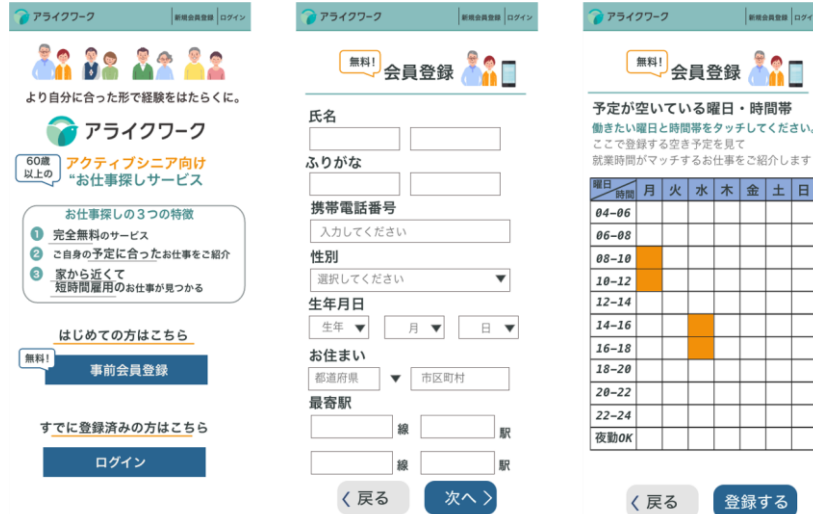 アライクワーク
新規会員登録
ログイン
より自分に合った形で経験をはたらくに。
アライクワーク
60歳
以上の
アクティブシニア向け
“お仕事探しサービス
お仕事探しの３つの特徴
1 完全無料のサービス
2 ご自身の予定に合ったお仕事をご紹介
3 家から近くて
短時間雇用のお仕事が見つかる
はじめての方はこちら
無料!
事前会員登録
すでに登録済みの方はこちら
ログイン
アライクワーク
新規会員登録
ログイン
無料!
会員登録
氏名
ふりがな
携帯電話番号
入力してください
性別
選択してください ▼
生年月日
生年 ▼ 月 ▼ 日 ▼
お住まい
都道府県 ▼ 市区町村
最寄駅
線 駅
線 駅
く 戻る
次へ 〉
アライクワーク
新規会員登録
ログイ
無料!
会員登録
予定が空いている曜日・時間帯
働きたい曜日と時間帯をタッチしてください。
ここで登録する空き予定を見て
就業時間がマッチするお仕事をご紹介します
曜日 時間 月 火 水 木 金 土 日
04–06
06–08
08–10
10–12
12–14
14–16
16–18
18–20
20–22
22–24
夜勤OK
く 戻る
登録する